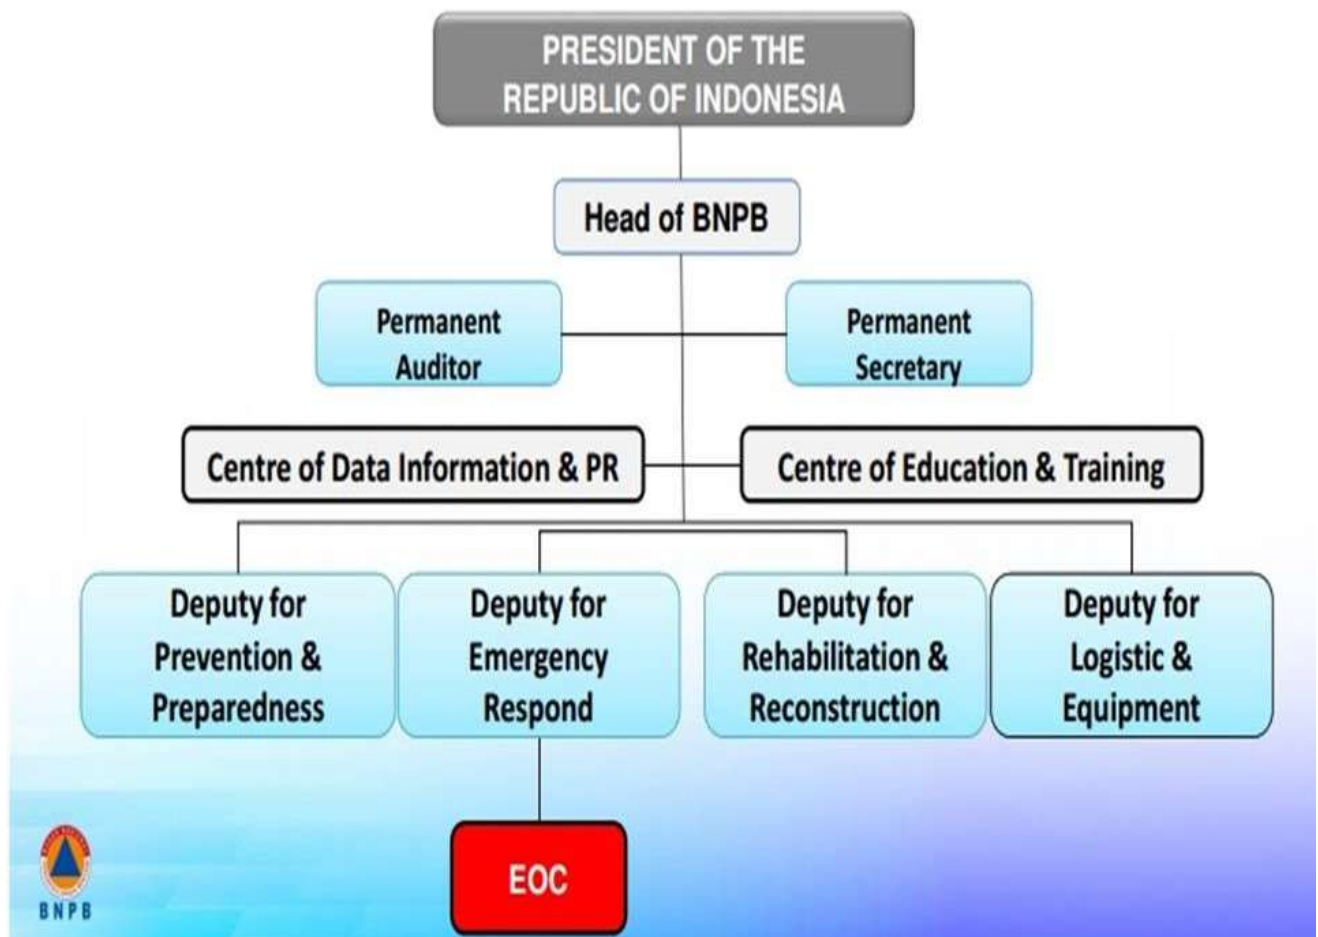 PRESIDENT OF THE
REPUBLIC OF INDONESIA
Head of BNPB
Permanent
Auditor
Permanent
Secretary
Centre of Data Information & PR
Centre of Education & Training
Deputy for
Prevention &
Preparedness
Deputy for
Emergency
Respond
Deputy for
Rehabilitation &
Reconstruction
Deputy for
Logistic &
Equipment
EOC
BNPB